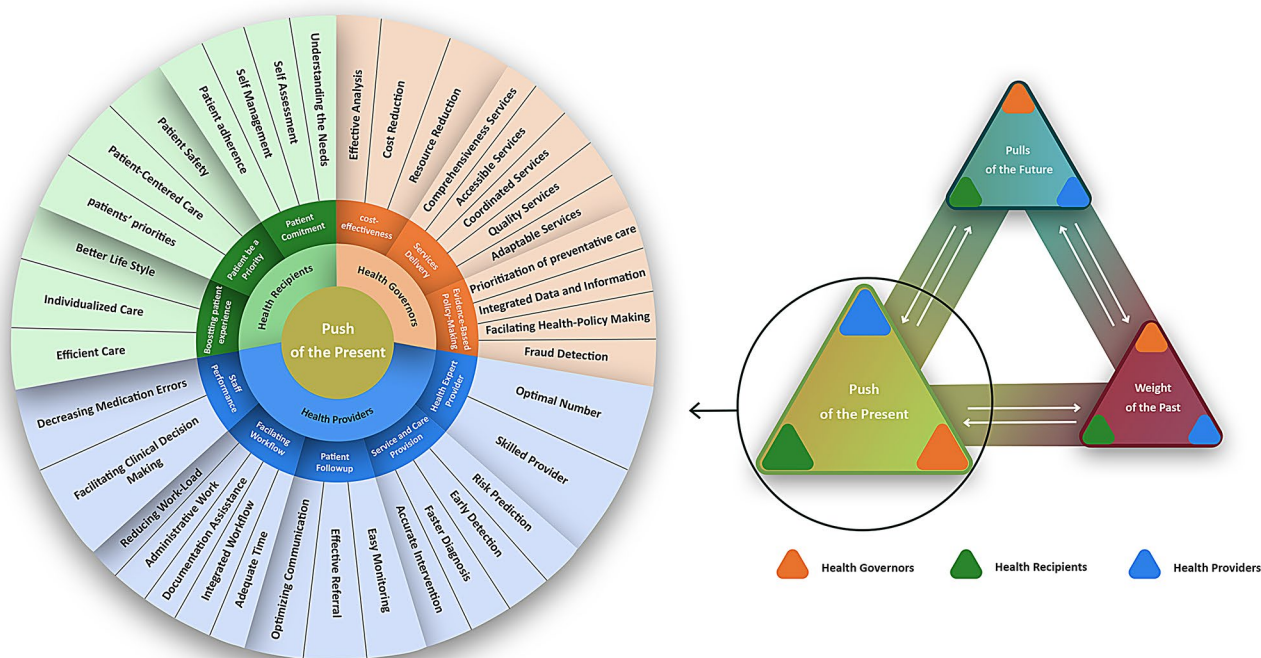 Push
of the Present
Health Governors
cost-
effectiveness
Effective Analysis
Cost Reduction
Resource Reduction
Services
Delivery
Comprehensiveness Services
Accessible Services
Coordinated Services
Quality Services
Adaptable Services
Evidence-Based
Policy-Making
Prioritization of preventative care
Integrated Data and Information
Facilating Health-Policy Making
Fraud Detection
Health Providers
Health Expert
Provider
Optimal Number
Skilled Provider
Service and Care
Provision
Risk Prediction
Early Detection
Faster Diagnosis
Accurate Intervention
Patient
Followup
Easy Monitoring
Effective Referral
Optimizing Communication
Facilating
Workflow
Adequate Time
Integrated Workflow
Documentation Assisstance
Administrative Work
Reducing Work-Load
Staff
Performance
Facilitating Clinical Decision
Making
Decreasing Medication Errors
Health Recipients
Boostting patient
experience
Efficient Care
Individualized Care
Better Life Style
Patient be a
Priority
patients' priorities
Patient-Centered Care
Patient Safety
Patient
Comitment
Patient adherence
Self Management
Self Assessment
Understanding the Needs
Pulls
of the Future
Push
of the Present
Weight
of the Past
Health Governors
Health Recipients
Health Providers